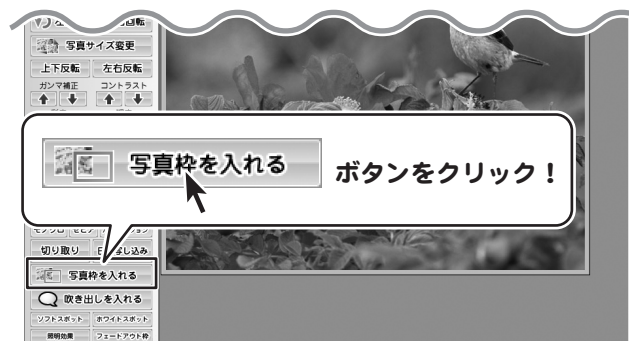 写真サイズ変更
上下反転 左右反転
ガンマ補正 コントラスト
写真枠を入れる
ボタンをクリック！
切り取り
写真枠を入れる
吹き出しを入れる
ソフトスポット ホワイトスポット
照明効果 フェードアウト枠